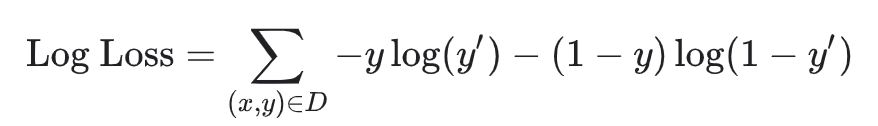 Log Loss = ∑ −y log(y′) − (1 − y) log(1 − y′)
(x,y)∈D